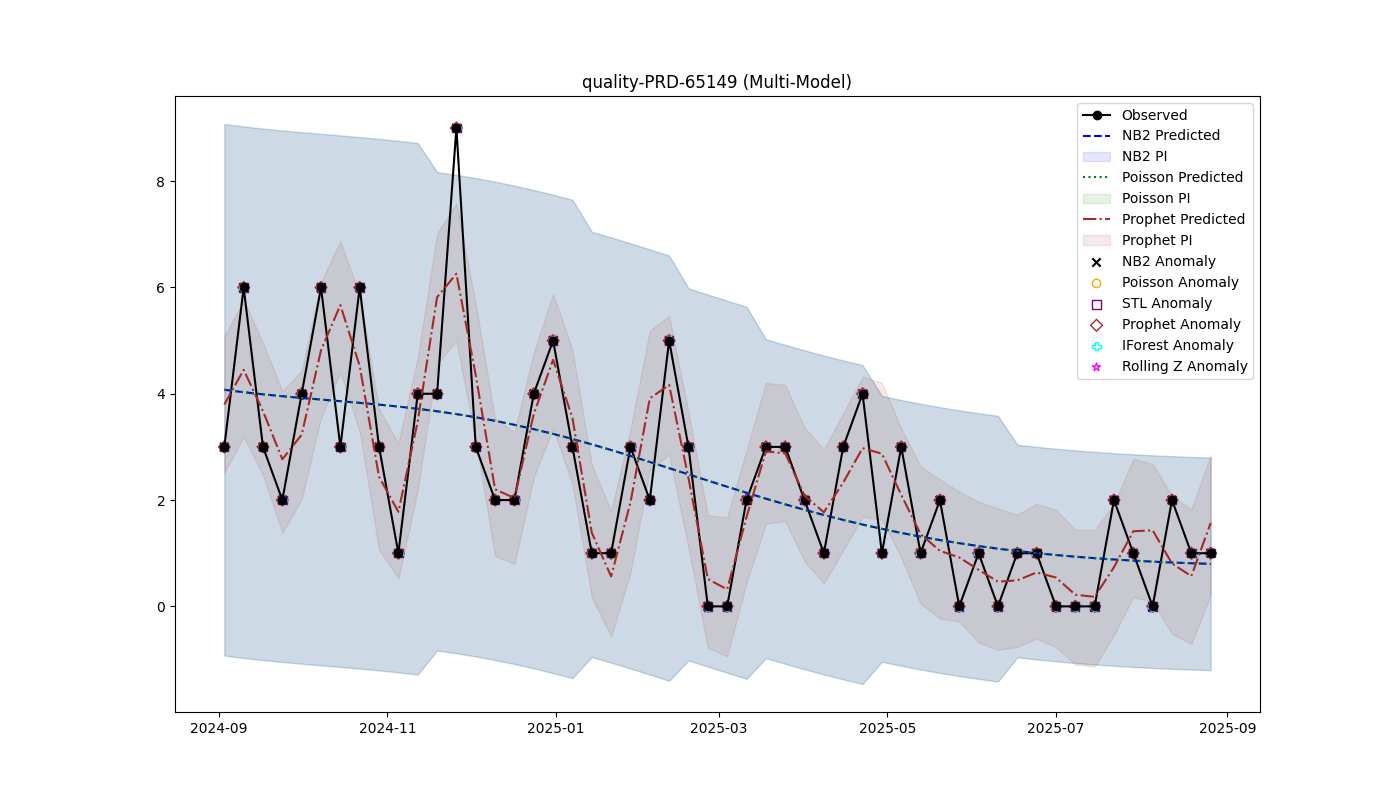 quality-PRD-65149 (Multi-Model)
Observed
NB2 Predicted
NB2 PI
Poisson Predicted
Poisson PI
Prophet Predicted
Prophet PI
NB2 Anomaly
Poisson Anomaly
STL Anomaly
Prophet Anomaly
IForest Anomaly
Rolling Z Anomaly
8
6
4
2
0
2024-09 2024-11 2025-01 2025-03 2025-05 2025-07 2025-09